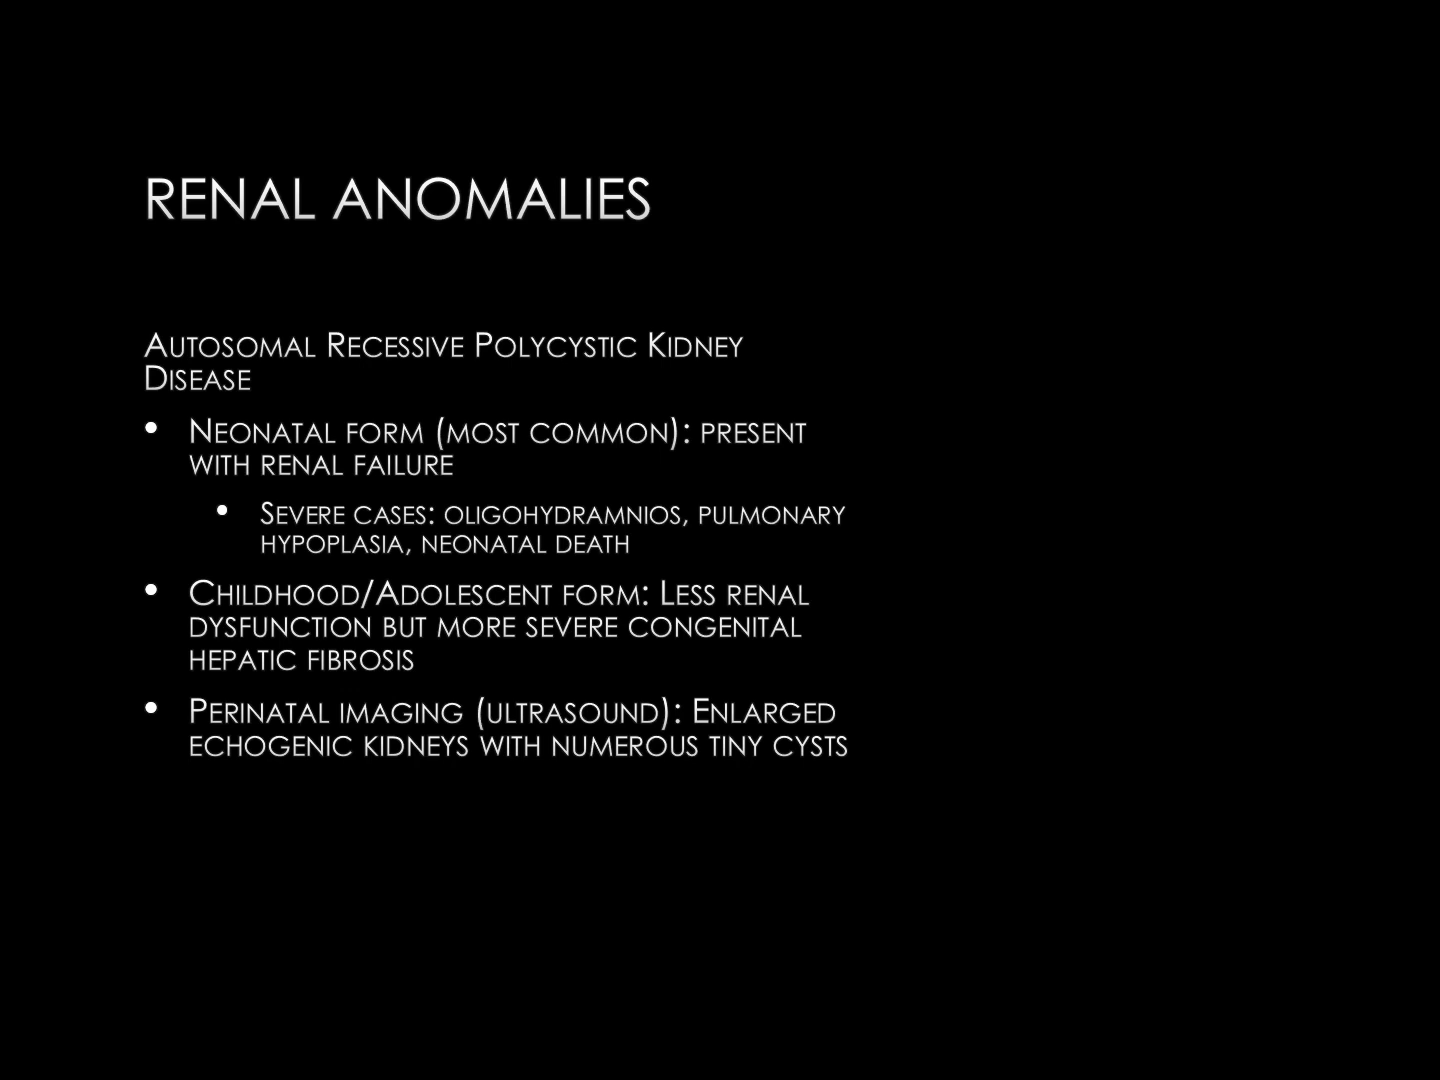 RENAL ANOMALIES
Autosomal Recessive Polycystic Kidney
Disease
• Neonatal form (most common): present
with renal failure
• Severe cases: oligohydramnios, pulmonary
hypoplasia, neonatal death
• Childhood/Adolescent form: Less renal
dysfunction but more severe congenital
hepatic fibrosis
• Perinatal imaging (ultrasound): Enlarged
echogenic kidneys with numerous tiny cysts